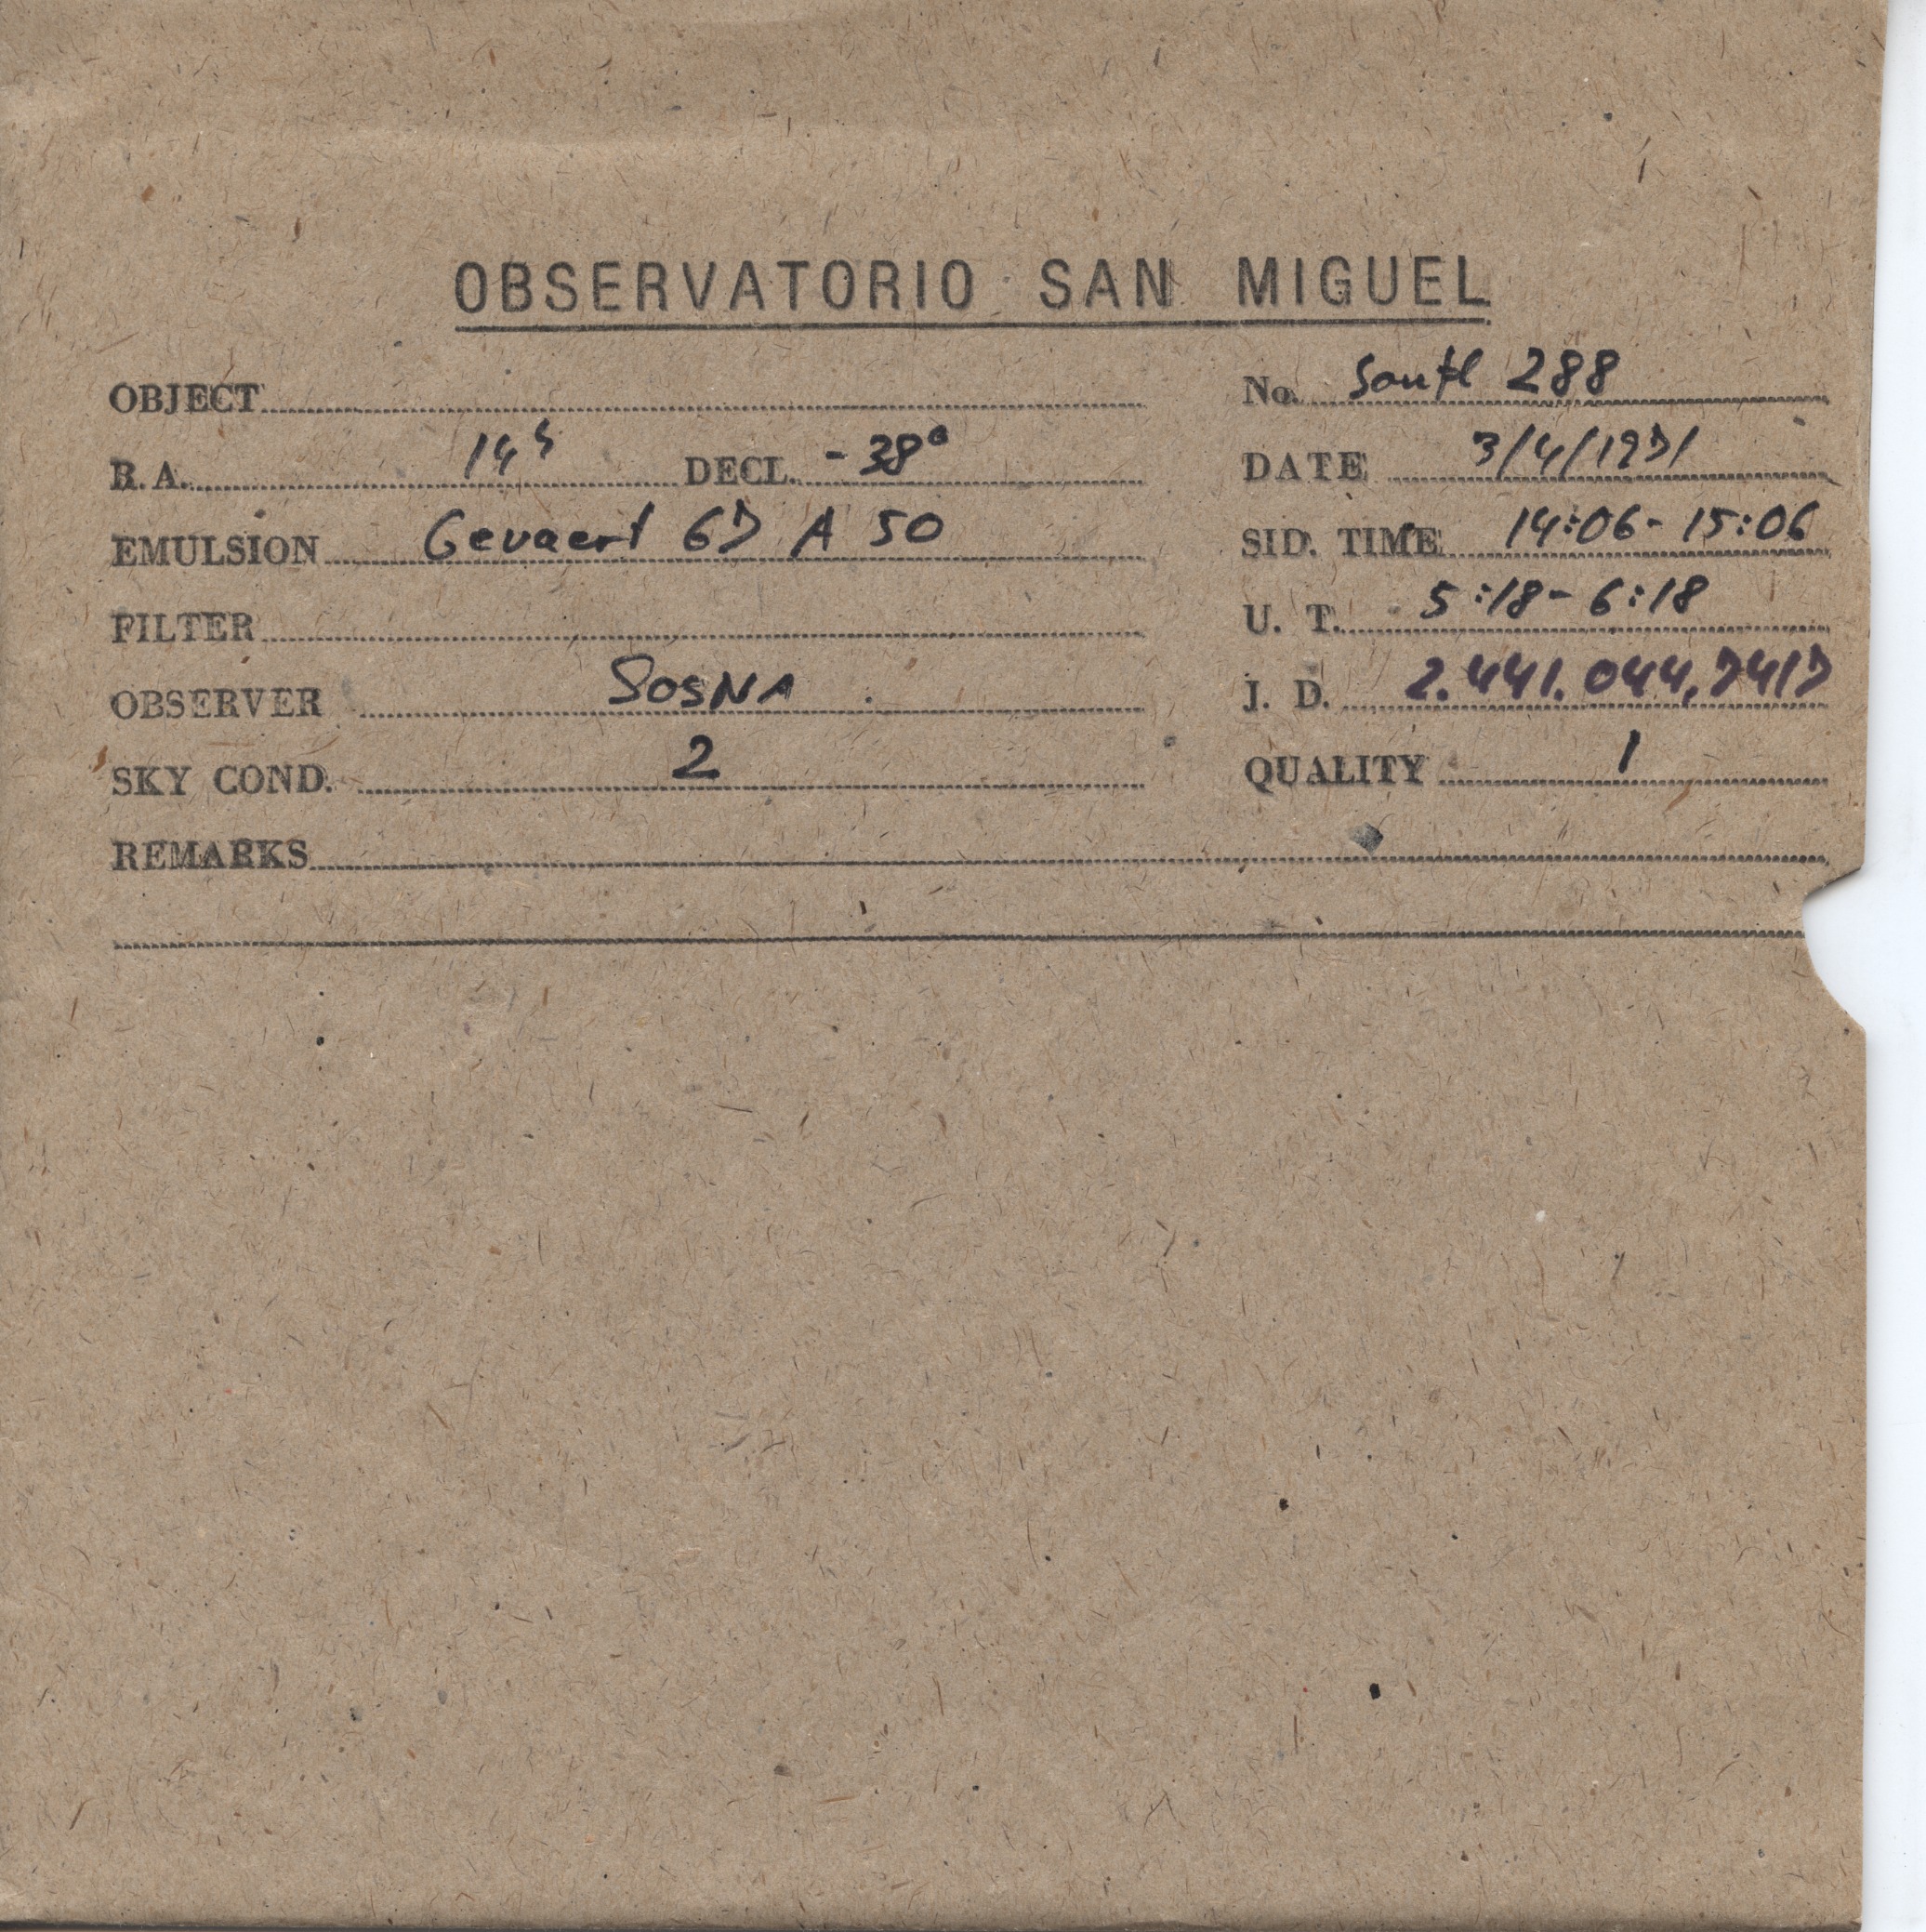 OBSERVATORIO SAN MIGUEL
OBJECT
No. South 288
R.A. 14h DECL. -38°
DATE 3/4/1971
EMULSION Gevaert 67 A 50
SID. TIME 14:06-15:06
FILTER
U. T. 5:18-6:18
OBSERVER SOSNA
J. D. 2.441.044,7417
SKY COND. 2
QUALITY 1
REMARKS